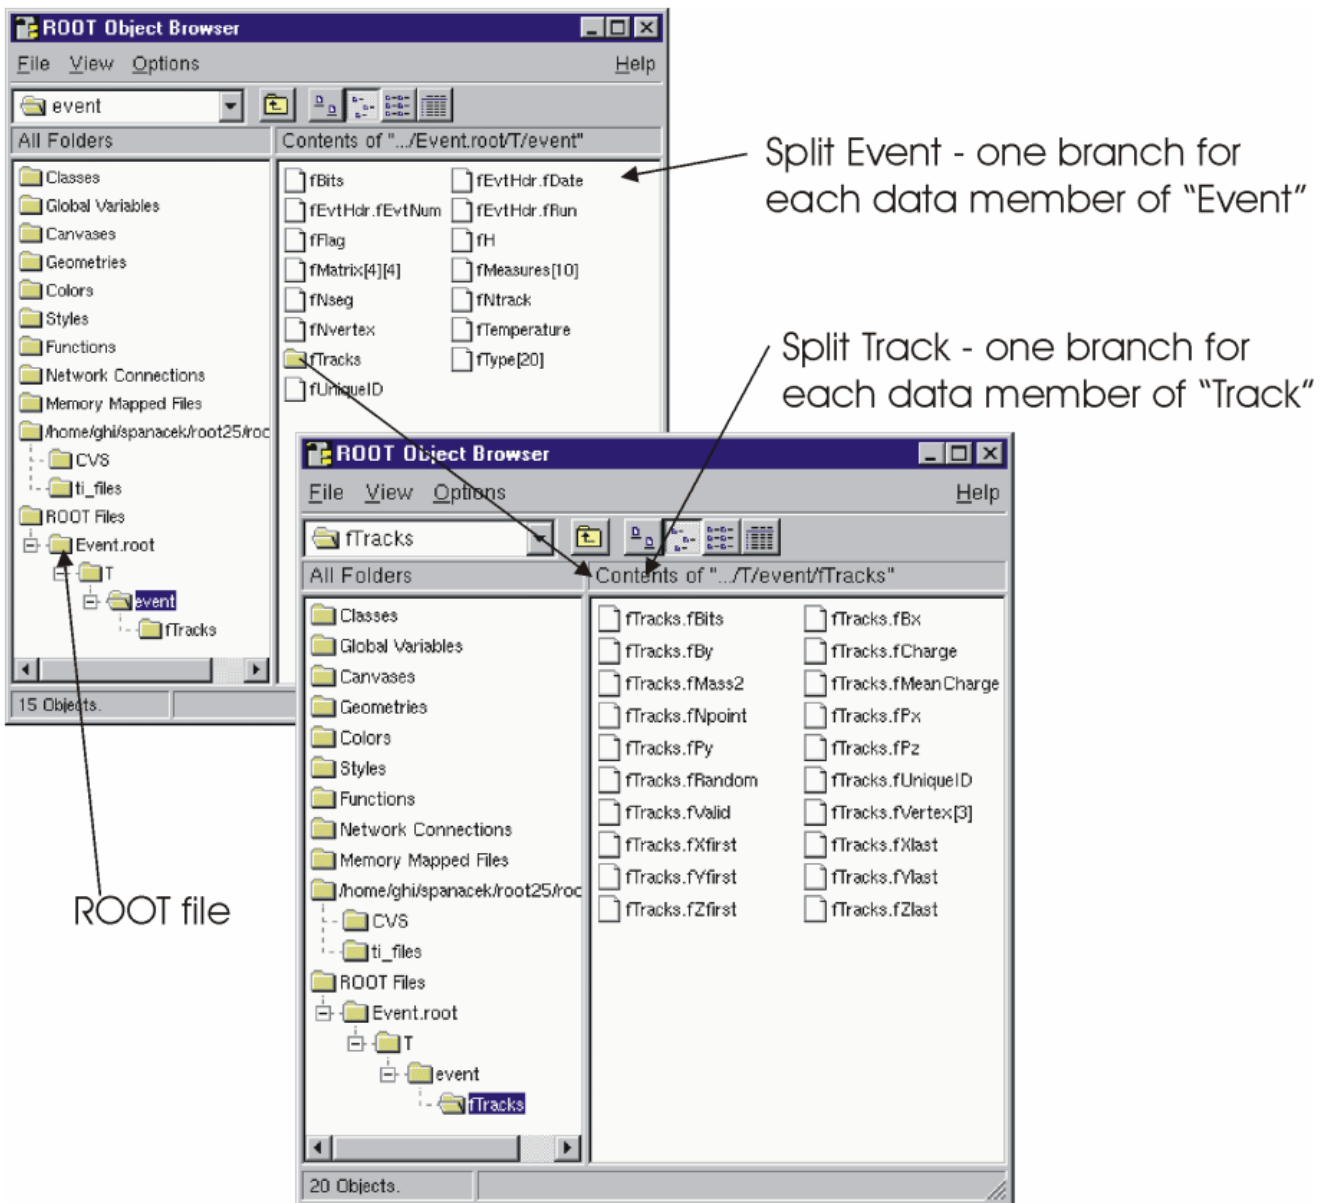 ROOT Object Browser
File View Options Help
event
All Folders
Contents of ".../Event.root/T/event"
Classes
Global Variables
Canvases
Geometries
Colors
Styles
Functions
Network Connections
Memory Mapped Files
/home/ghi/spanacek/root25/roo
CVS
ti_files
ROOT Files
Event.root
T
event
fTracks
15 Objects.
fBits fEvtHdr.fDate
fEvtHdr.fEvtNum fEvtHdr.fRun
fFlag fH
fMatrix[4][4] fMeasures[10]
fNseg fNtrack
fNvertex fTemperature
fTracks fType[20]
fUniqueID
Split Event - one branch for
each data member of “Event”
Split Track - one branch for
each data member of “Track”
ROOT file
ROOT Object Browser
File View Options Help
fTracks
All Folders
Contents of ".../T/event/fTracks"
Classes
Global Variables
Canvases
Geometries
Colors
Styles
Functions
Network Connections
Memory Mapped Files
/home/ghi/spanacek/root25/roo
CVS
ti_files
ROOT Files
Event.root
T
event
fTracks
20 Objects.
fTracks.fBits fTracks.fBx
fTracks.fBy fTracks.fCharge
fTracks.fMass2 fTracks.fMeanCharge
fTracks.fNpoint fTracks.fPx
fTracks.fPy fTracks.fPz
fTracks.fRandom fTracks.fUniqueID
fTracks.fValid fTracks.fVertex[3]
fTracks.fXfirst fTracks.fXlast
fTracks.fYfirst fTracks.fYlast
fTracks.fZfirst fTracks.fZlast